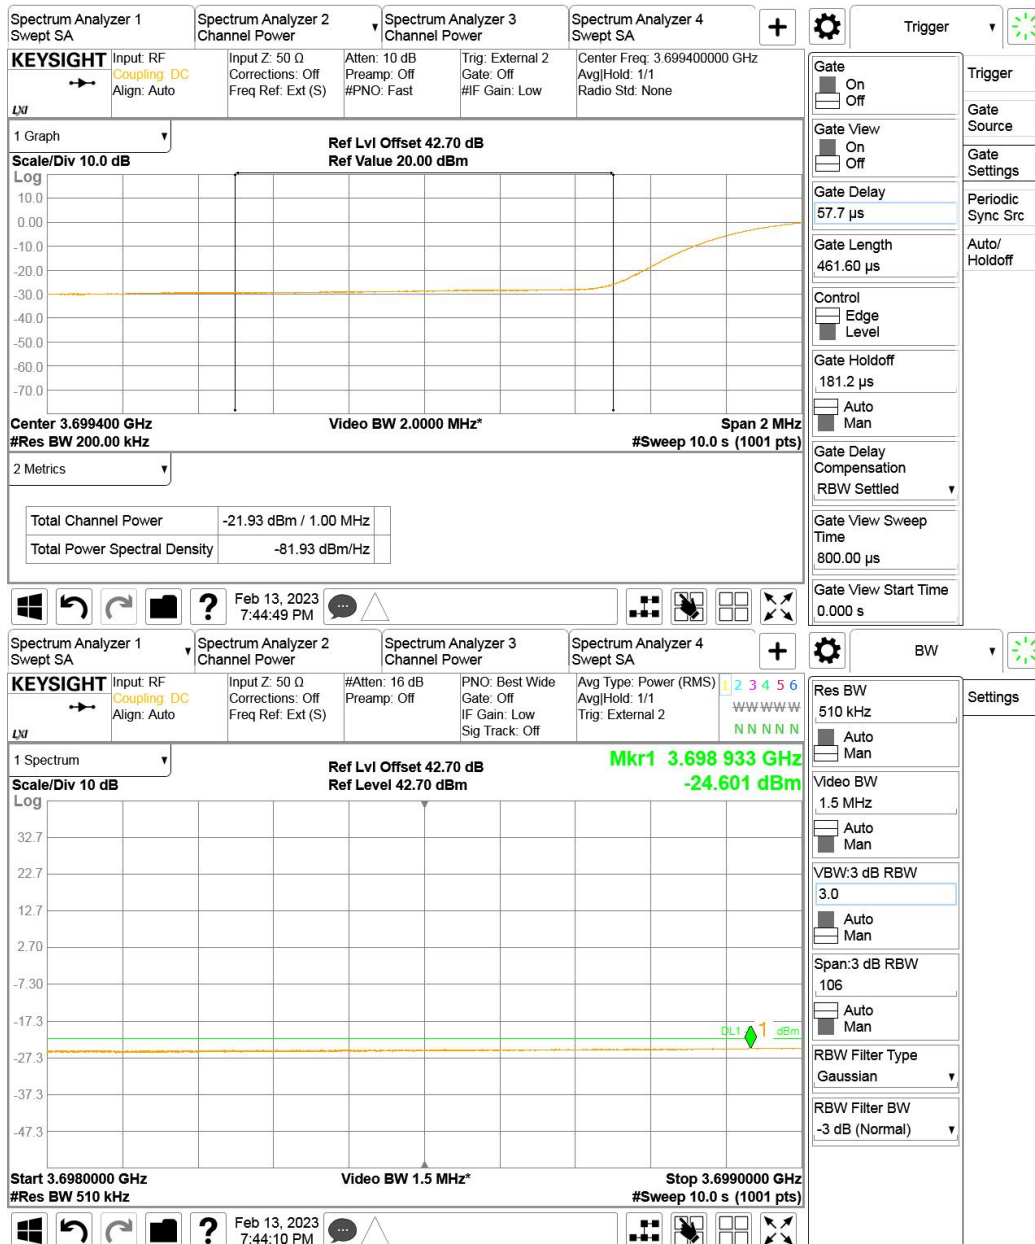 Spectrum Analyzer 1
Swept SA
Spectrum Analyzer 2
Channel Power
Spectrum Analyzer 3
Channel Power
Spectrum Analyzer 4
Swept SA
+
Trigger
KEYSIGHT
LXI
Input: RF
Coupling: DC
Align: Auto
Input Z: 50 Ω
Corrections: Off
Freq Ref: Ext (S)
Atten: 10 dB
Preamp: Off
#PNO: Fast
Trig: External 2
Gate: Off
#IF Gain: Low
Center Freq: 3.699400000 GHz
Avg|Hold: 1/1
Radio Std: None
1 Graph
Scale/Div 10.0 dB
Ref Lvl Offset 42.70 dB
Ref Value 20.00 dBm
Log
10.0
0.00
-10.0
-20.0
-30.0
-40.0
-50.0
-60.0
-70.0
Center 3.699400 GHz
#Res BW 200.00 kHz
Video BW 2.0000 MHz*
Span 2 MHz
#Sweep 10.0 s (1001 pts)
2 Metrics
Total Channel Power -21.93 dBm / 1.00 MHz
Total Power Spectral Density -81.93 dBm/Hz
?
Feb 13, 2023
7:44:49 PM
Gate
On
Off
Gate View
On
Off
Gate Delay
57.7 µs
Gate Length
461.60 µs
Control
Edge
Level
Gate Holdoff
181.2 µs
Auto
Man
Gate Delay
Compensation
RBW Settled
Gate View Sweep
Time
800.00 µs
Gate View Start Time
0.000 s
Trigger
Gate
Source
Gate
Settings
Periodic
Sync Src
Auto/
Holdoff
Spectrum Analyzer 1
Swept SA
Spectrum Analyzer 2
Channel Power
Spectrum Analyzer 3
Channel Power
Spectrum Analyzer 4
Swept SA
+
BW
KEYSIGHT
LXI
Input: RF
Coupling: DC
Align: Auto
Input Z: 50 Ω
Corrections: Off
Freq Ref: Ext (S)
#Atten: 16 dB
Preamp: Off
PNO: Best Wide
Gate: Off
IF Gain: Low
Sig Track: Off
Avg Type: Power (RMS)
Avg|Hold: 1/1
Trig: External 2
1 2 3 4 5 6
W W W W W W
N N N N N
1 Spectrum
Scale/Div 10 dB
Ref Lvl Offset 42.70 dB
Ref Level 42.70 dBm
Mkr1 3.698 933 GHz
-24.601 dBm
Log
32.7
22.7
12.7
2.70
-7.30
-17.3
-27.3
-37.3
-47.3
DL1
1
dBm
Start 3.6980000 GHz
#Res BW 510 kHz
Video BW 1.5 MHz*
Stop 3.6990000 GHz
#Sweep 10.0 s (1001 pts)
?
Feb 13, 2023
7:44:10 PM
Res BW
510 kHz
Auto
Man
Video BW
1.5 MHz
Auto
Man
VBW:3 dB RBW
3.0
Auto
Man
Span:3 dB RBW
106
Auto
Man
RBW Filter Type
Gaussian
RBW Filter BW
-3 dB (Normal)
Settings